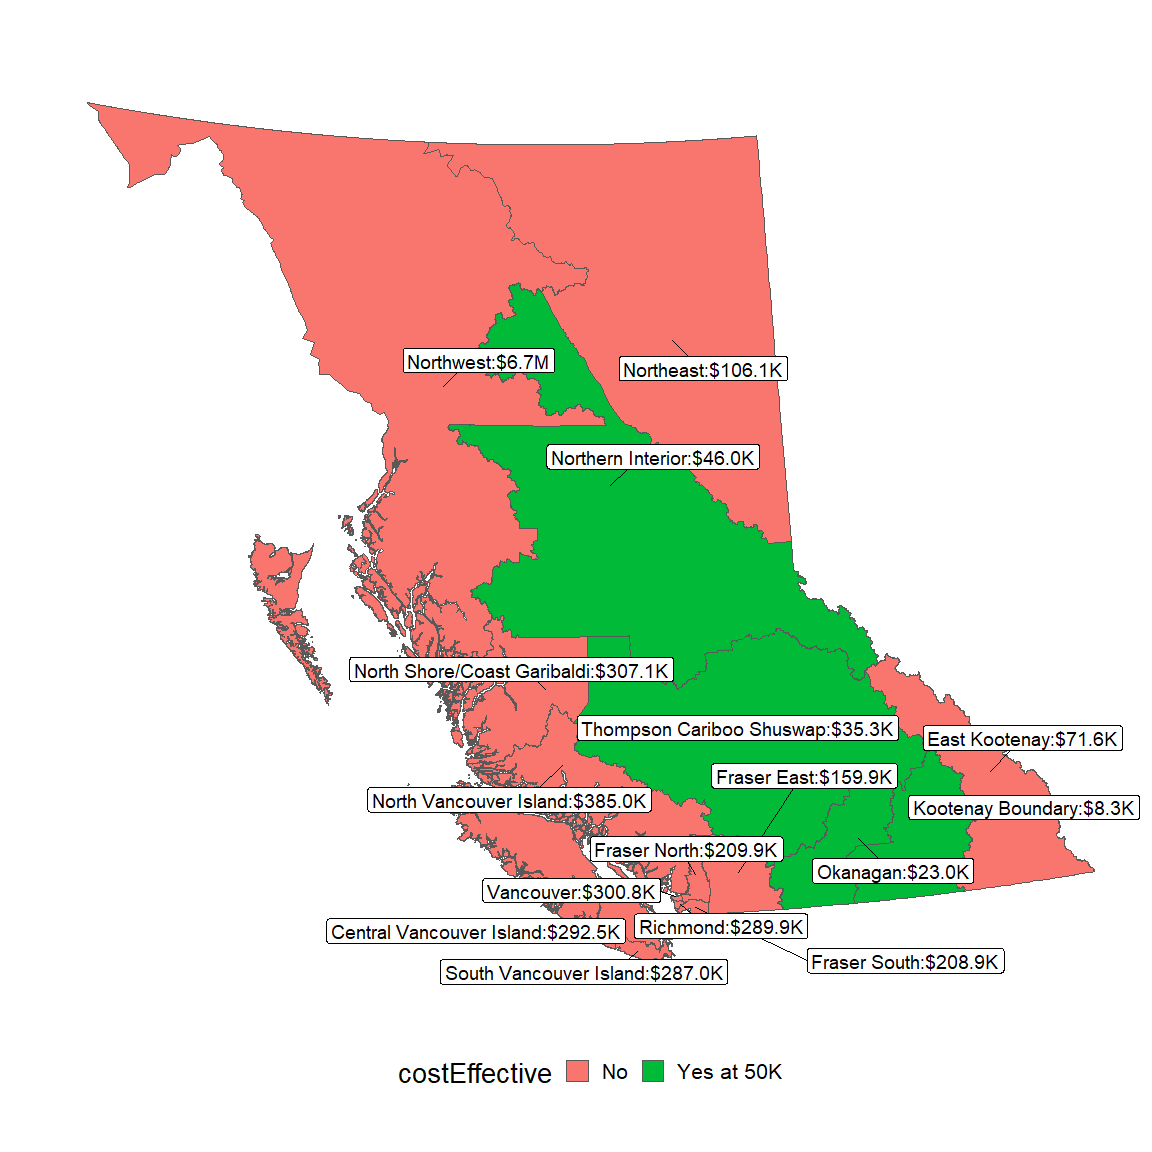 Northwest:$6.7M
Northeast:$106.1K
Northern Interior:$46.0K
North Shore/Coast Garibaldi:$307.1K
Thompson Cariboo Shuswap:$35.3K
East Kootenay:$71.6K
Fraser East:$159.9K
North Vancouver Island:$385.0K
Kootenay Boundary:$8.3K
Fraser North:$209.9K
Okanagan:$23.0K
Vancouver:$300.8K
Richmond:$289.9K
Central Vancouver Island:$292.5K
Fraser South:$208.9K
South Vancouver Island:$287.0K
costEffective No Yes at 50K